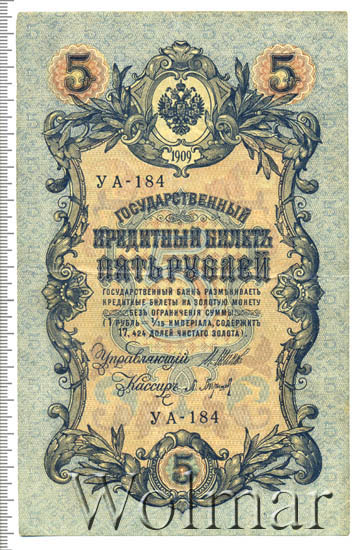 5 5
1909
УА-184
ГОСУДАРСТВЕННЫЙ
КРЕДИТНЫЙ БИЛЕТЪ
ПЯТЬ РУБЛЕЙ
ГОСУДАРСТВЕННЫЙ БАНКЪ РАЗМѢНИВАЕТЪ
КРЕДИТНЫЕ БИЛЕТЫ НА ЗОЛОТУЮ МОНЕТУ
БЕЗЪ ОГРАНИЧЕНІЯ СУММЫ
(1 РУБЛЬ = 1/15 ИМПЕРІАЛА, СОДЕРЖИТЪ
17,424 ДОЛЕЙ ЧИСТАГО ЗОЛОТА).
Управляющій
Кассиръ
УА-184
5
Wolmar